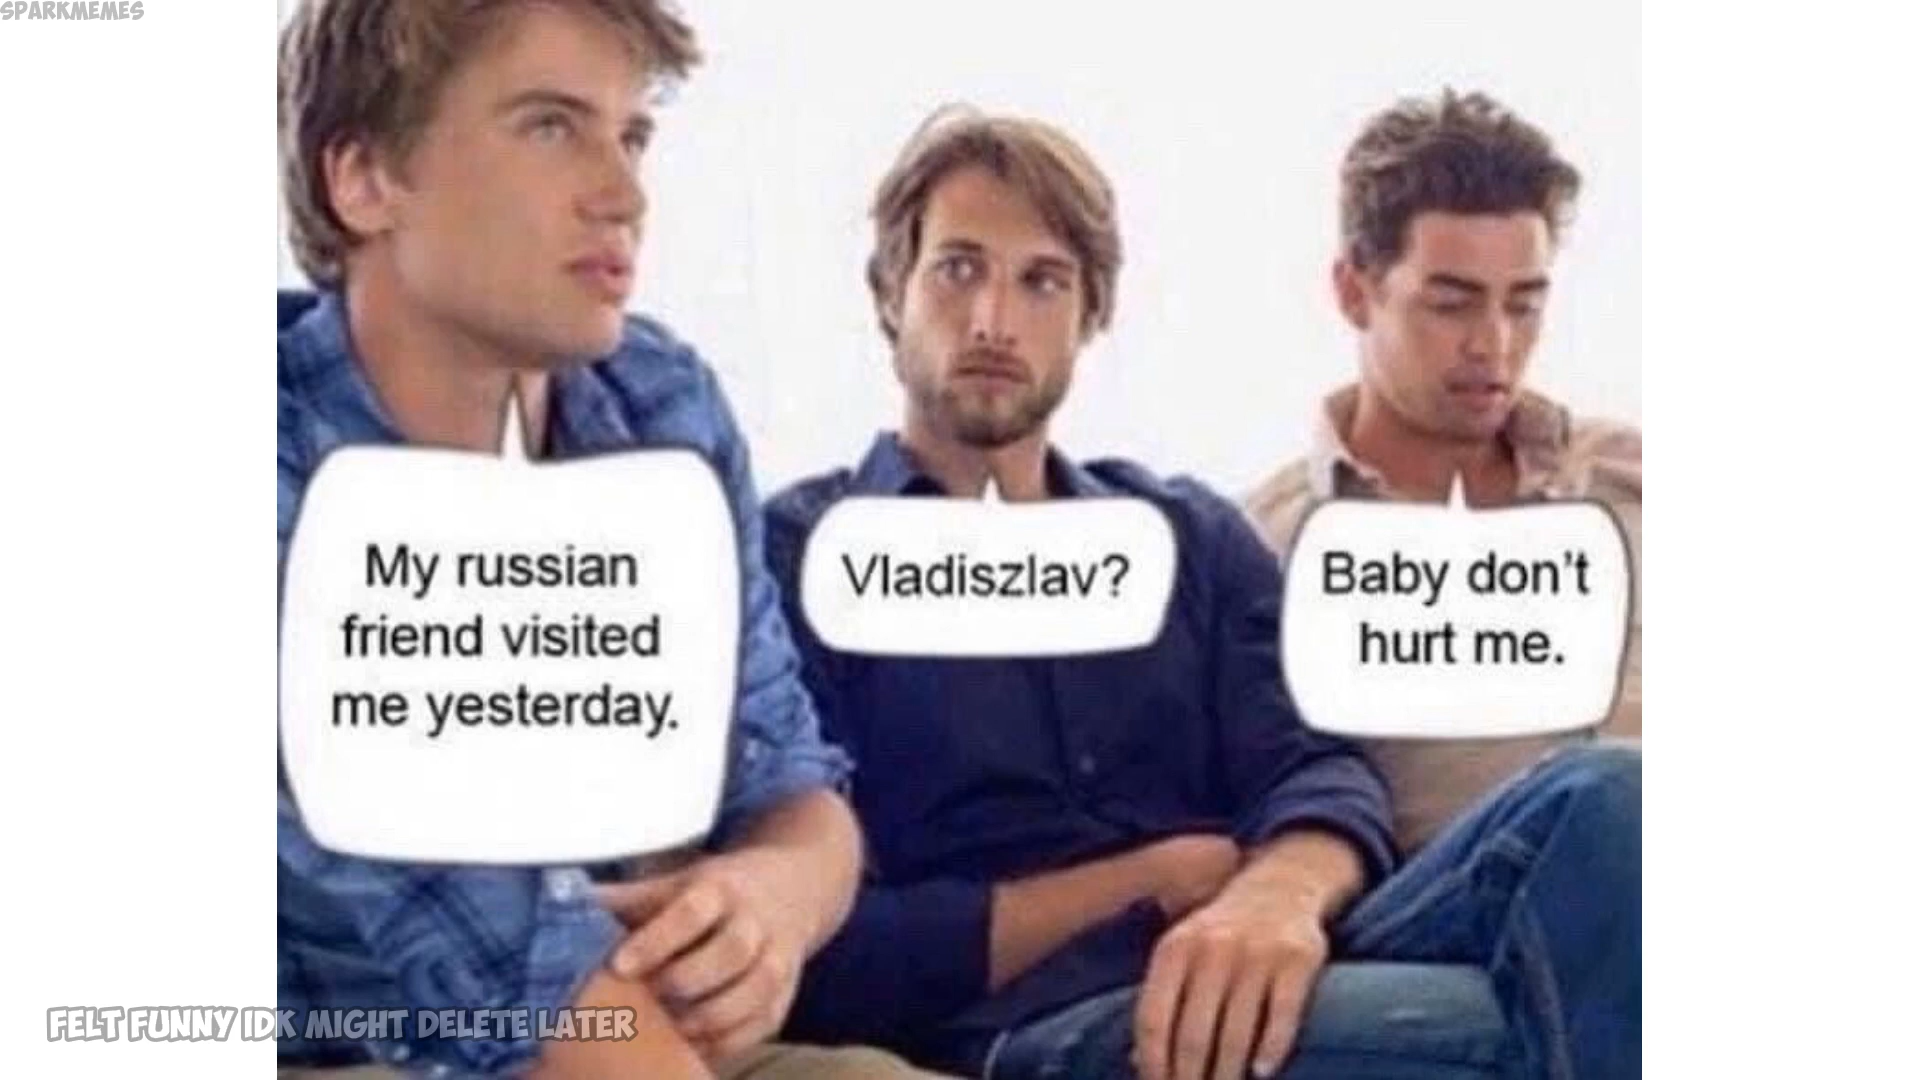 SPARKMEMES
My russian
friend visited
me yesterday.
Vladiszlav?
Baby don't
hurt me.
FELT FUNNY IDK MIGHT DELETE LATER